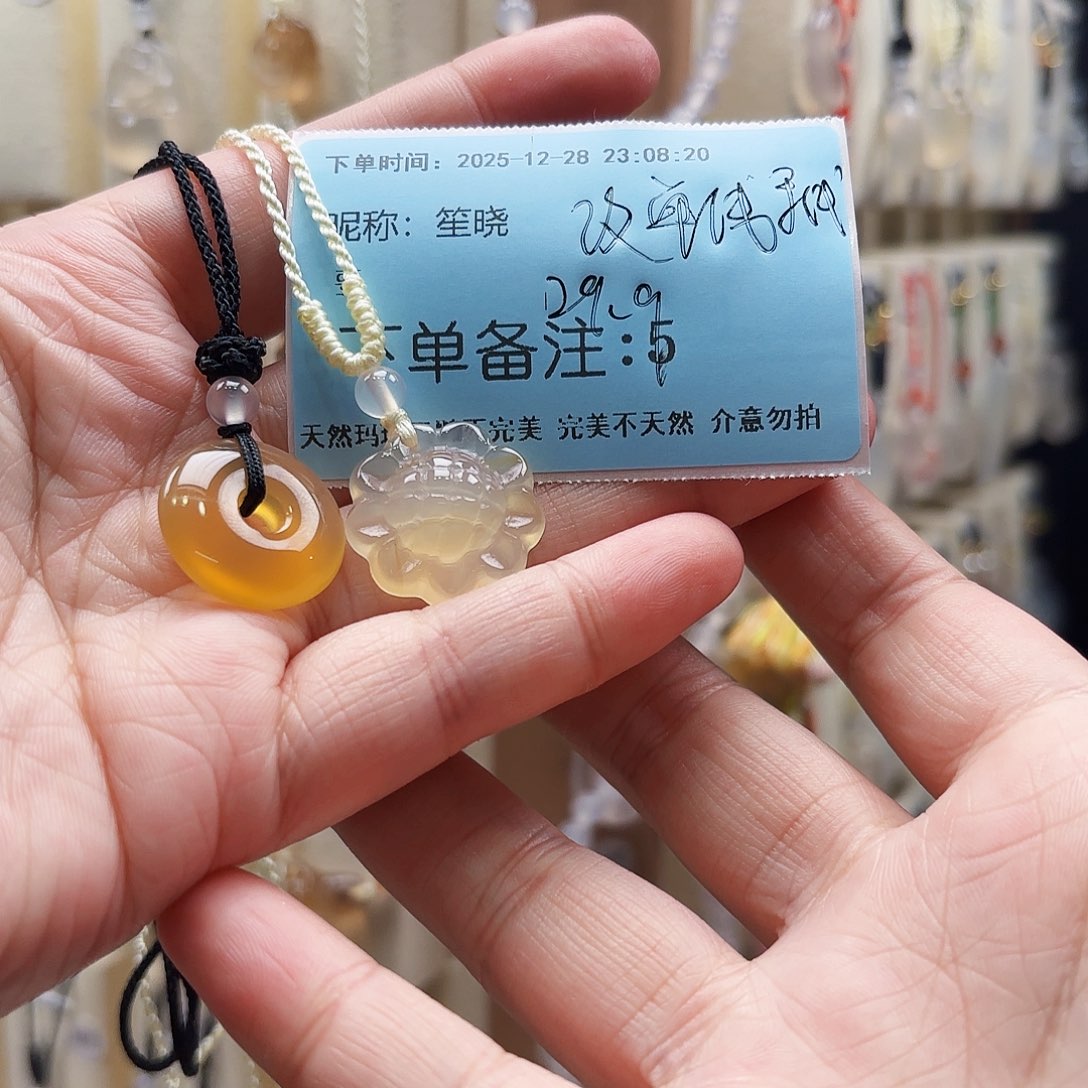 下单时间：2025-12-28 23:08:20
昵称：笙晓
29.9
下单备注:5
天然玛 不完美 完美不天然 介意勿拍